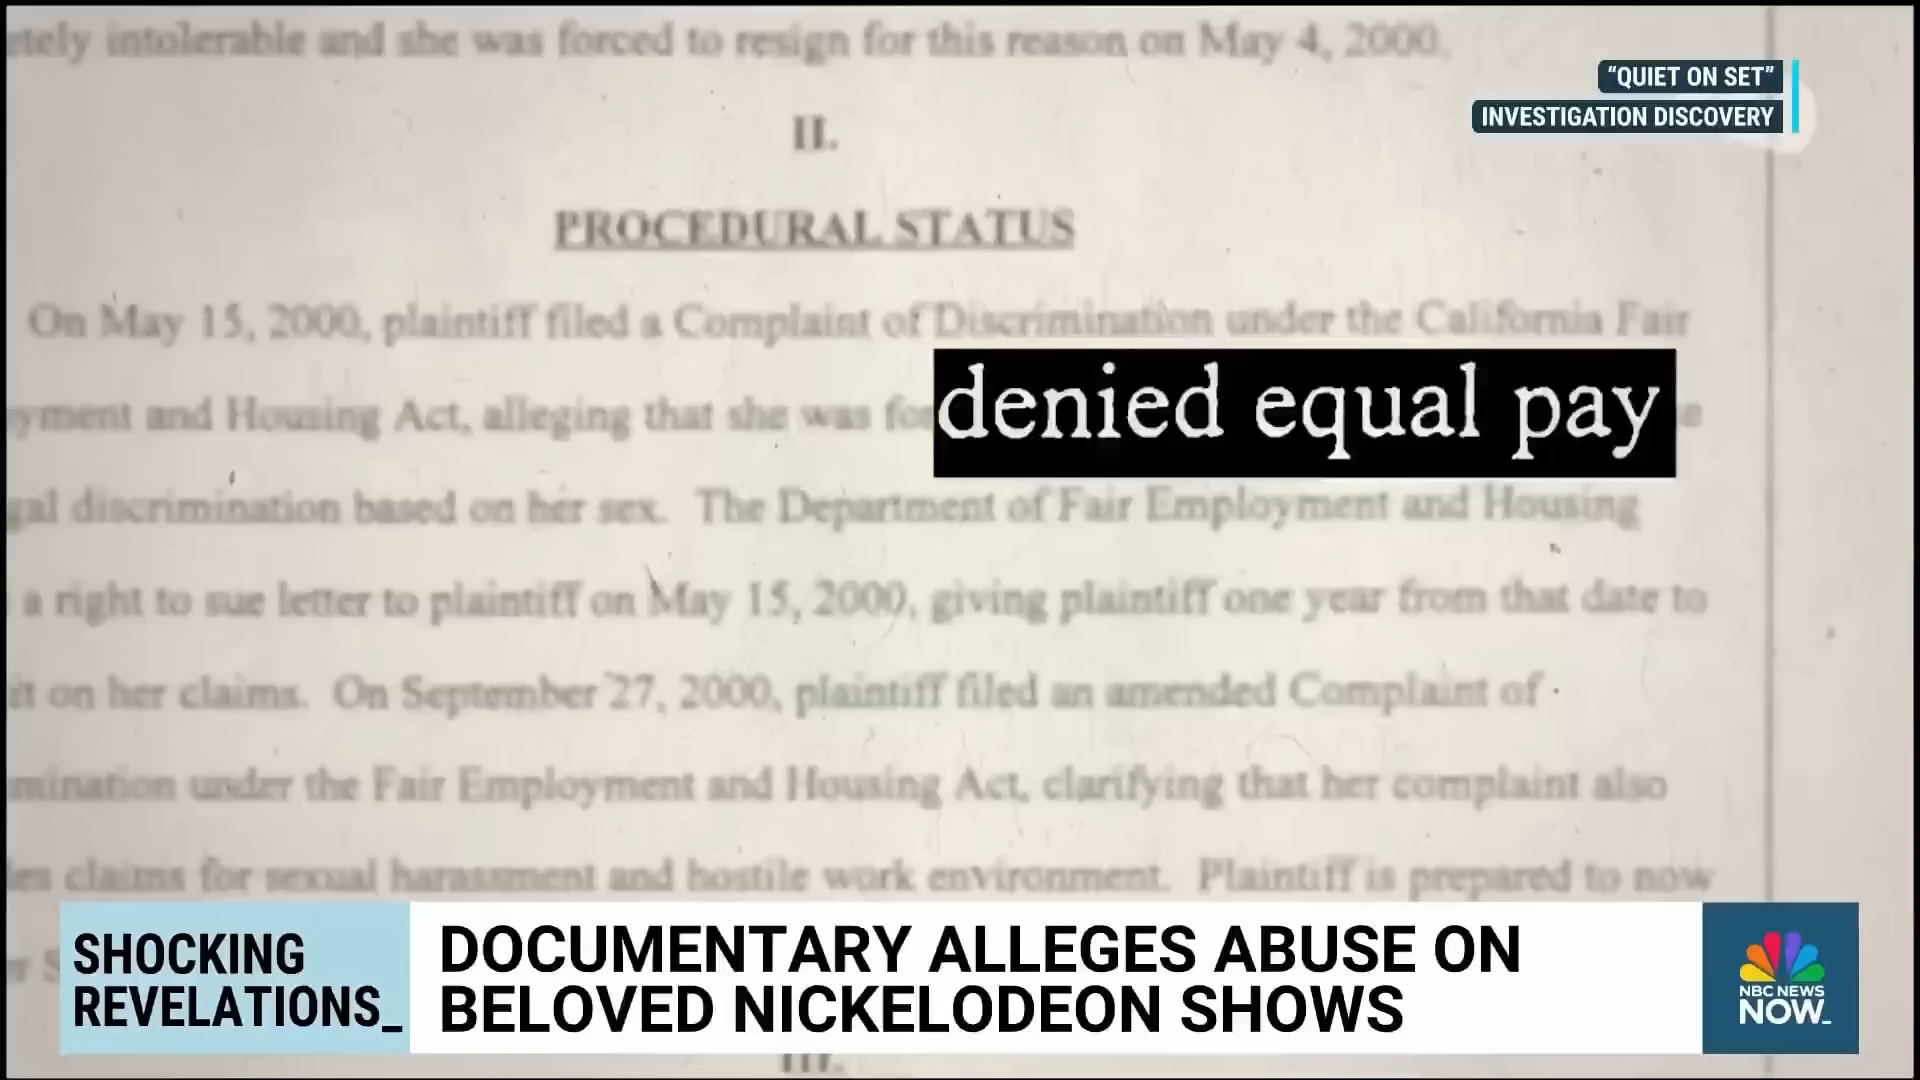 etely intolerable and she was forced to resign for this reason on May 4, 2000.
"QUIET ON SET"
INVESTIGATION DISCOVERY
II.
PROCEDURAL STATUS
On May 15, 2000, plaintiff filed a Complaint of Discrimination under the California Fair
yment and Housing Act, alleging that she was
denied equal pay
gal discrimination based on her sex. The Department of Fair Employment and Housing
a right to sue letter to plaintiff on May 15, 2000, giving plaintiff one year from that date to
it on her claims. On September 27, 2000, plaintiff filed an amended Complaint of
mination under the Fair Employment and Housing Act, clarifying that her complaint also
es claims for sexual harassment and hostile work environment. Plaintiff is prepared to now
SHOCKING
REVELATIONS_
DOCUMENTARY ALLEGES ABUSE ON
BELOVED NICKELODEON SHOWS
NBC NEWS
NOW_
III.